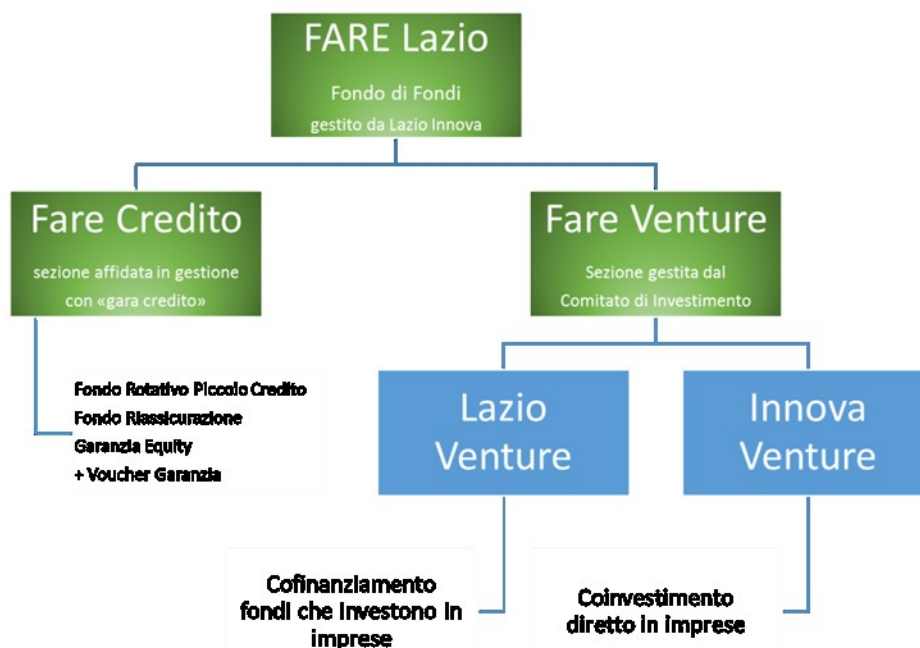 FARE Lazio
Fondo di Fondi
gestito da Lazio Innova
Fare Credito
sezione affidata in gestione
con «gara credito»
Fare Venture
Sezione gestita dal
Comitato di Investimento
Fondo Rotativo Piccolo Credito
Fondo Riassicurazione
Garanzia Equity
+ Voucher Garanzia
Lazio
Venture
Innova
Venture
Cofinanziamento
fondi che investono in
imprese
Coinvestimento
diretto in imprese